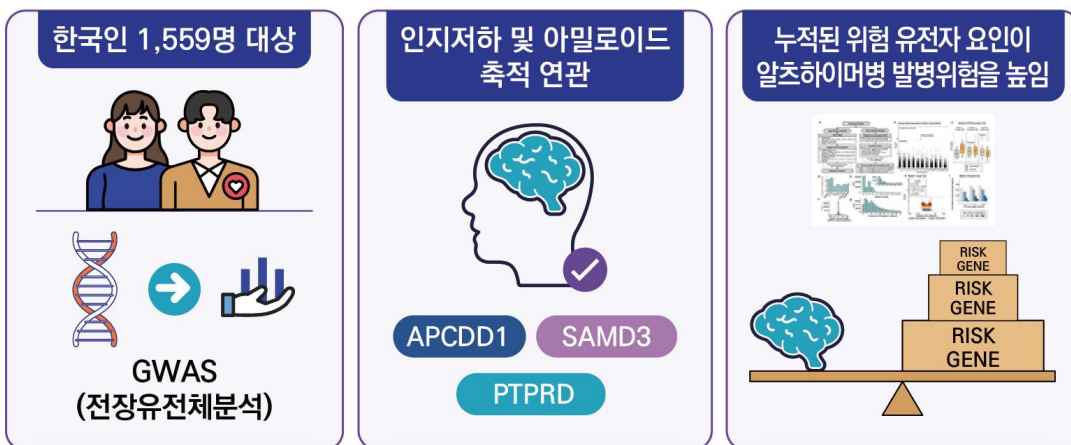 한국인 1,559명 대상
GWAS
(전장유전체분석)
인지저하 및 아밀로이드
축적 연관
APCDD1
SAMD3
PTPRD
누적된 위험 유전자 요인이
알츠하이머병 발병위험을 높임
RISK
GENE
RISK
GENE
RISK
GENE